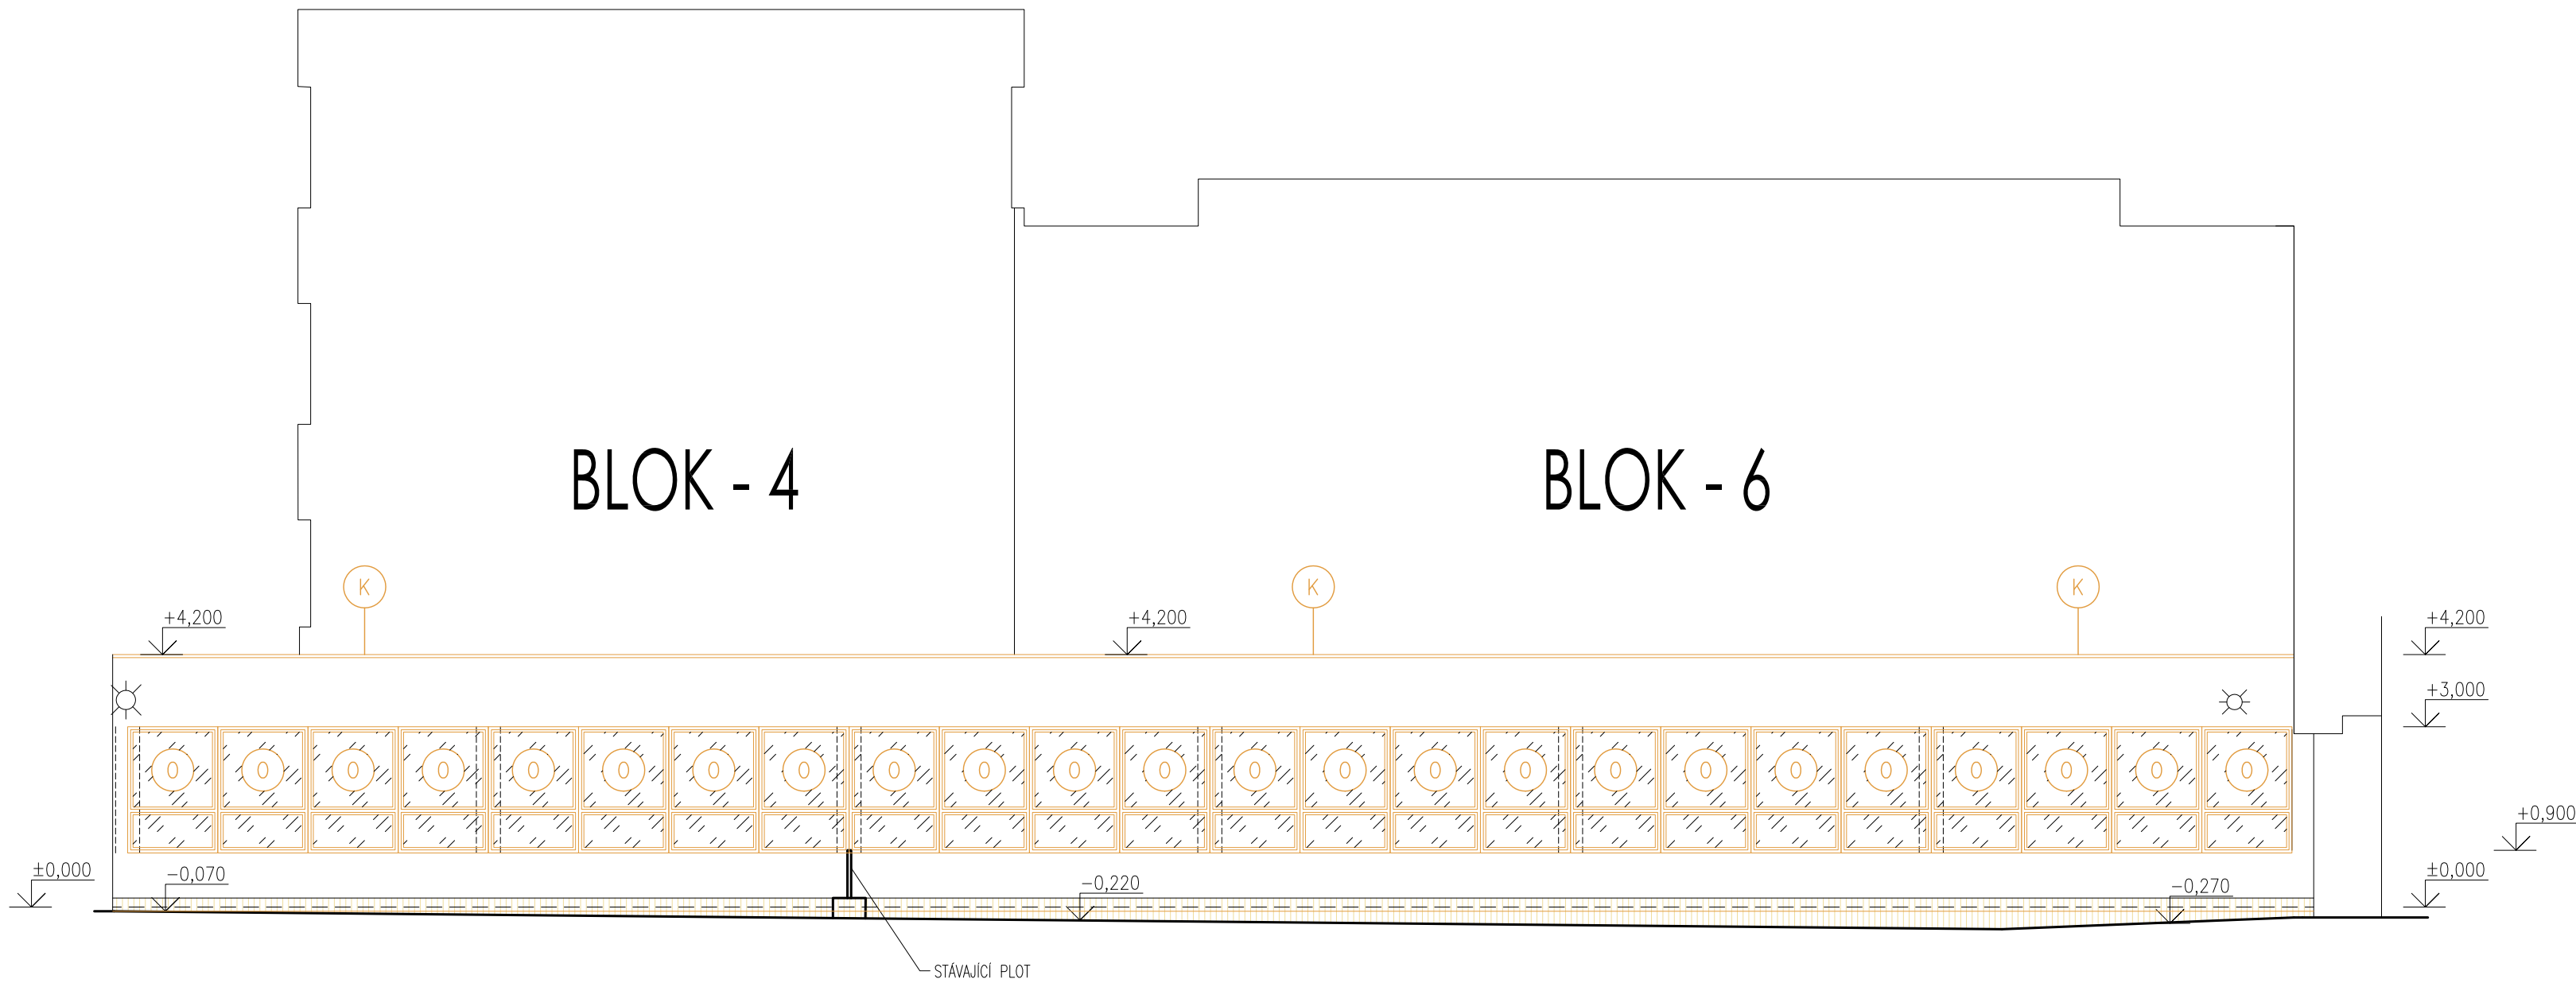 BLOK - 4
BLOK - 6
K K K
+4,200 +4,200 +4,200
+3,000
O O O O O O O O O O O O O O O O O O O O O O O O
+0,900
±0,000 -0,070 -0,220 -0,270 ±0,000
STÁVAJÍCÍ PLOT